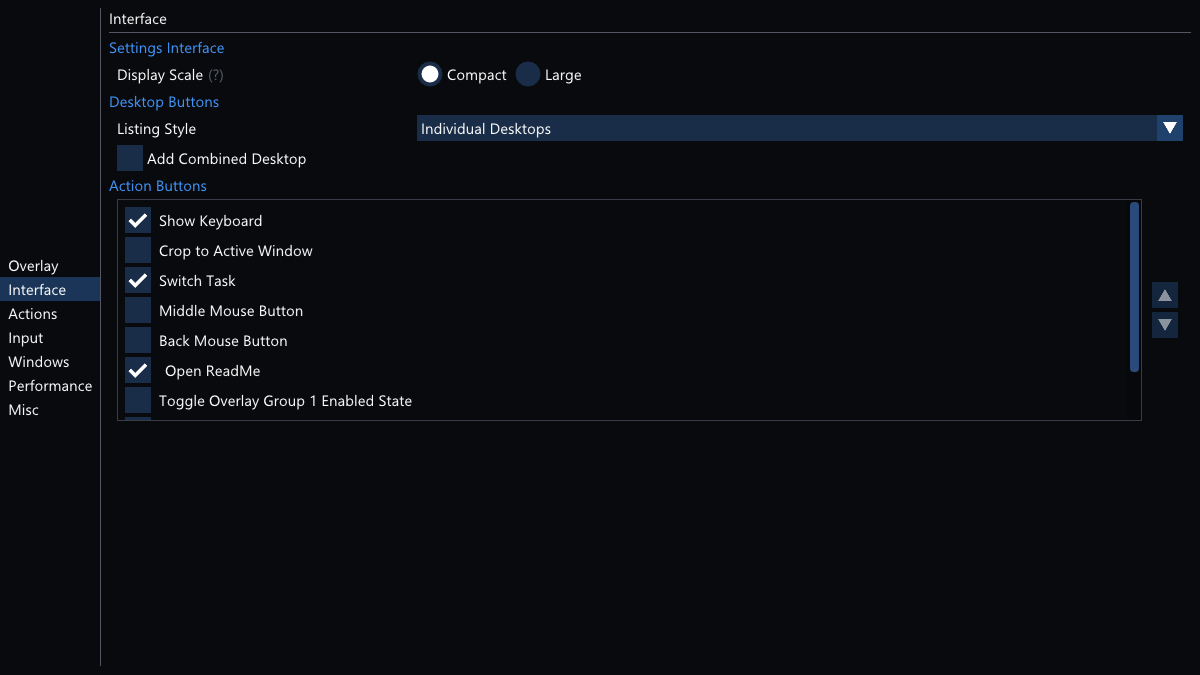 Interface
Settings Interface
Display Scale (?) Compact Large
Desktop Buttons
Listing Style Individual Desktops
Add Combined Desktop
Action Buttons
Show Keyboard
Crop to Active Window
Switch Task
Middle Mouse Button
Back Mouse Button
Open ReadMe
Toggle Overlay Group 1 Enabled State
Overlay
Interface
Actions
Input
Windows
Performance
Misc